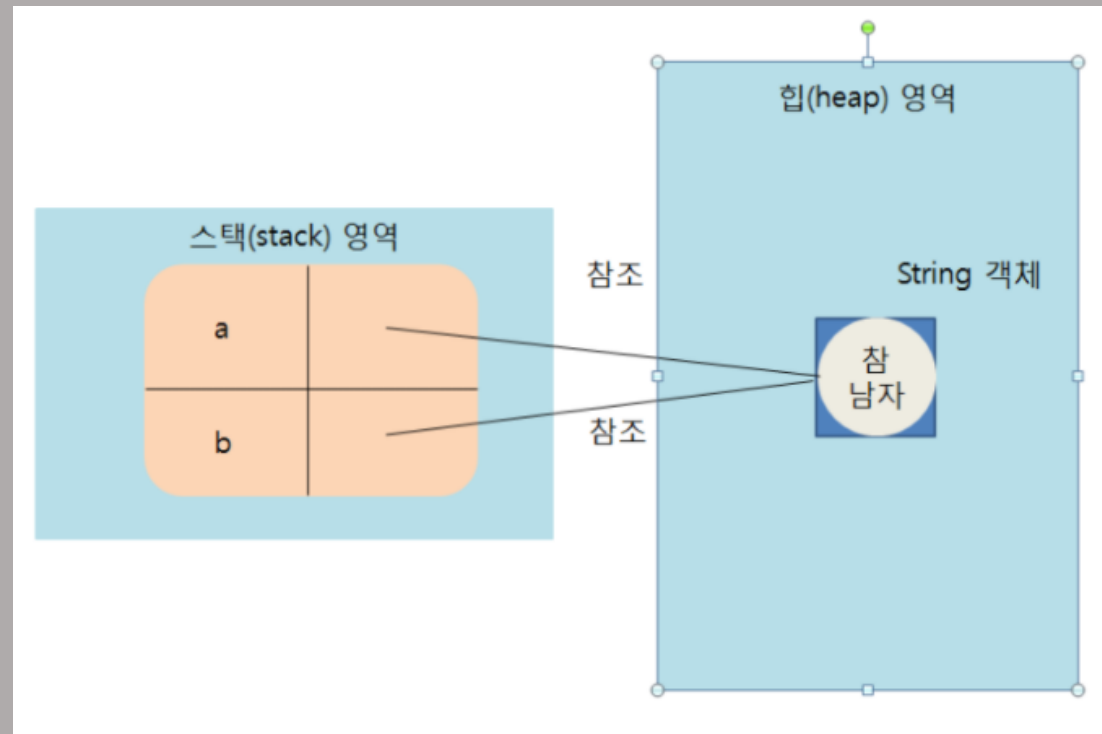 힙(heap) 영역
스택(stack) 영역
참조
String 객체
a
참
남자
b
참조